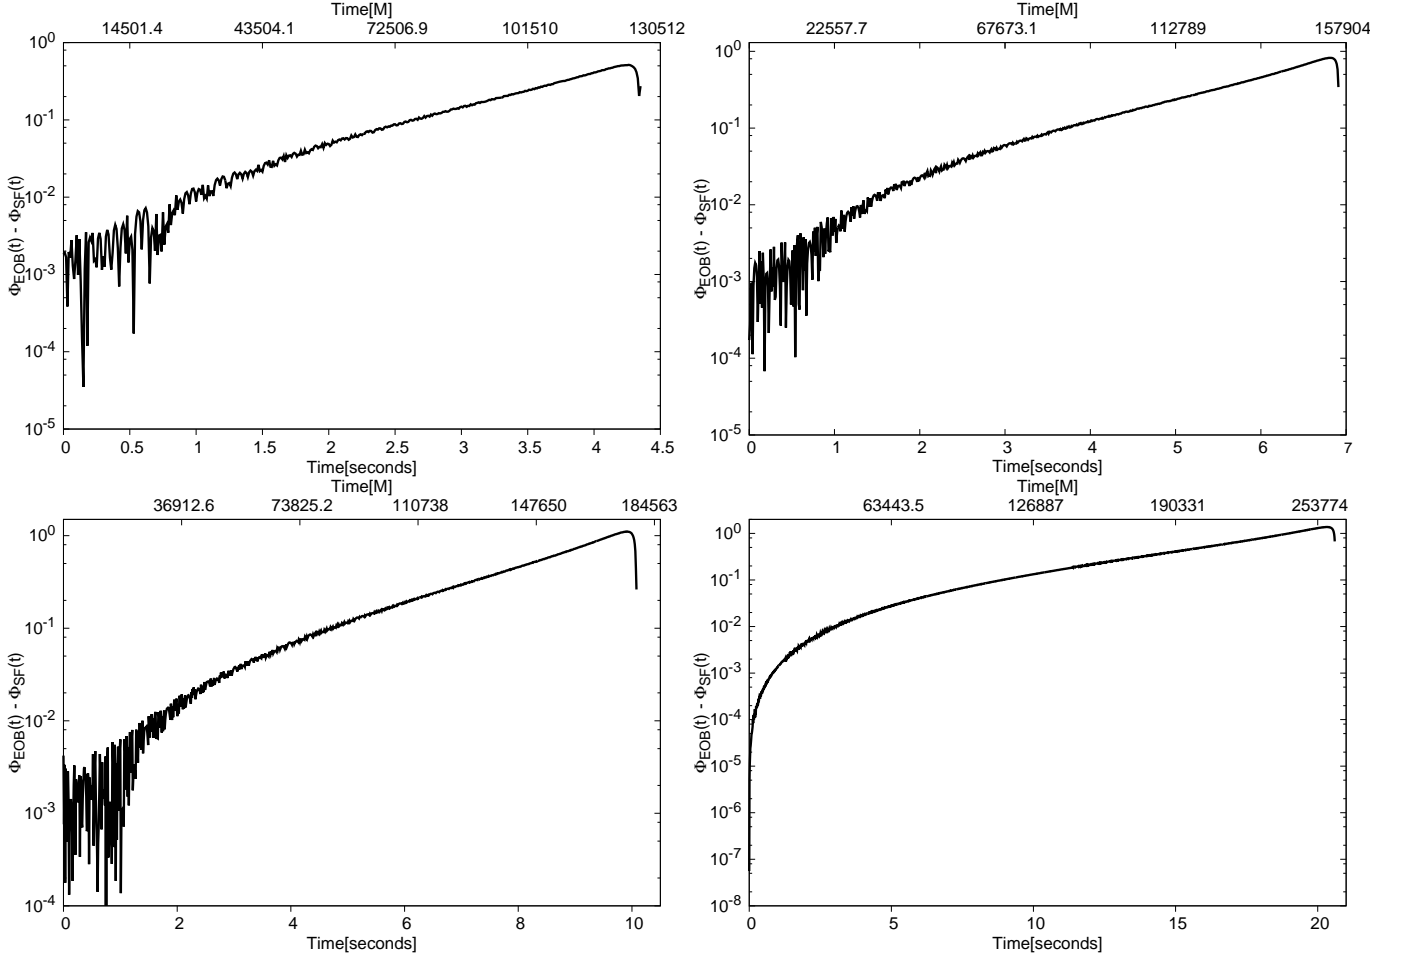 Time[M]
14501.4 43504.1 72506.9 101510 130512
10^0
10^-1
10^-2
10^-3
10^-4
10^-5
Φ_EOB(t) - Φ_SF(t)
0 0.5 1 1.5 2 2.5 3 3.5 4 4.5
Time[seconds]
Time[M]
22557.7 67673.1 112789 157904
10^0
10^-1
10^-2
10^-3
10^-4
10^-5
Φ_EOB(t) - Φ_SF(t)
0 1 2 3 4 5 6 7
Time[seconds]
Time[M]
36912.6 73825.2 110738 147650 184563
10^0
10^-1
10^-2
10^-3
10^-4
Φ_EOB(t) - Φ_SF(t)
0 2 4 6 8 10
Time[seconds]
Time[M]
63443.5 126887 190331 253774
10^0
10^-1
10^-2
10^-3
10^-4
10^-5
10^-6
10^-7
10^-8
Φ_EOB(t) - Φ_SF(t)
0 5 10 15 20
Time[seconds]